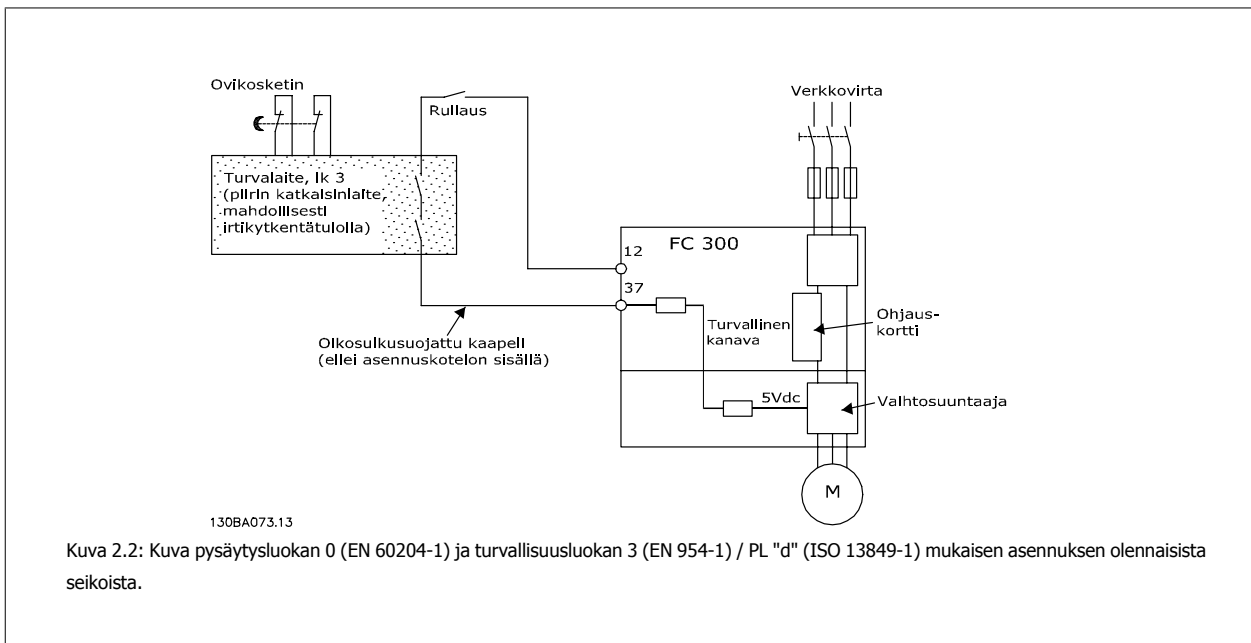 Ovikosketin
Rullaus
Verkkovirta
Turvalaite, lk 3
(piirin katkaisinlaite,
mahdollisesti
irtikytkentätulolla)
FC 300
12
37
Turvallinen
kanava
Ohjaus-
kortti
Oikosulkusuojattu kaapeli
(ellei asennuskotelon sisällä)
5Vdc
Vaihtosuuntaaja
M
130BA073.13
Kuva 2.2: Kuva pysäytysluokan 0 (EN 60204-1) ja turvallisuusluokan 3 (EN 954-1) / PL "d" (ISO 13849-1) mukaisen asennuksen olennaisista
seikoista.